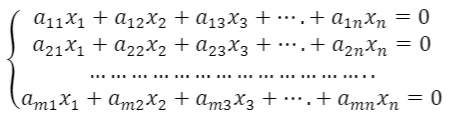 a₁₁x₁ + a₁₂x₂ + a₁₃x₃ + ⋯.+ a₁ₙxₙ = 0
a₂₁x₁ + a₂₂x₂ + a₂₃x₃ + ⋯.+ a₂ₙxₙ = 0
… … … … … … … … … … … … … ..
aₘ₁x₁ + aₘ₂x₂ + aₘ₃x₃ + ⋯.+ aₘₙxₙ = 0